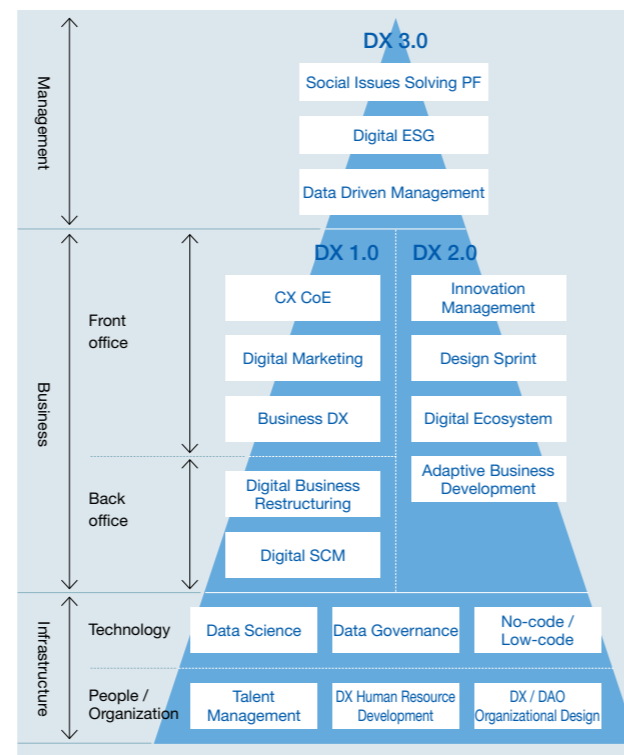 DX 3.0
Management
Social Issues Solving PF
Digital ESG
Data Driven Management
Business
DX 1.0
DX 2.0
Front
office
CX CoE
Innovation
Management
Digital Marketing
Design Sprint
Business DX
Digital Ecosystem
Back
office
Digital Business
Restructuring
Adaptive Business
Development
Digital SCM
Infrastructure
Technology
Data Science
Data Governance
No-code /
Low-code
People /
Organization
Talent
Management
DX Human Resource
Development
DX / DAO
Organizational Design